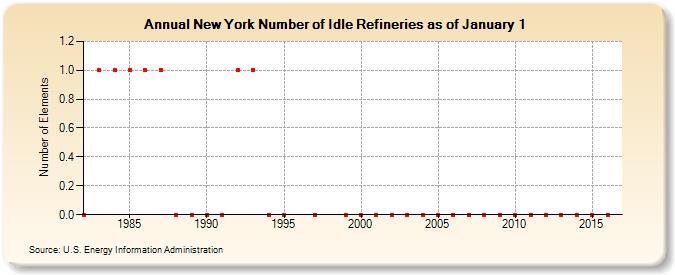 Annual New York Number of Idle Refineries as of January 1
Number of Elements
1.2
1.0
0.8
0.6
0.4
0.2
0.0
1985 1990 1995 2000 2005 2010 2015
Source: U.S. Energy Information Administration